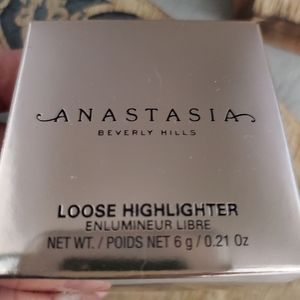 ANASTASIA
BEVERLY HILLS
LOOSE HIGHLIGHTER
ENLUMINEUR LIBRE
NET WT. / POIDS NET 6 g / 0.21 Oz